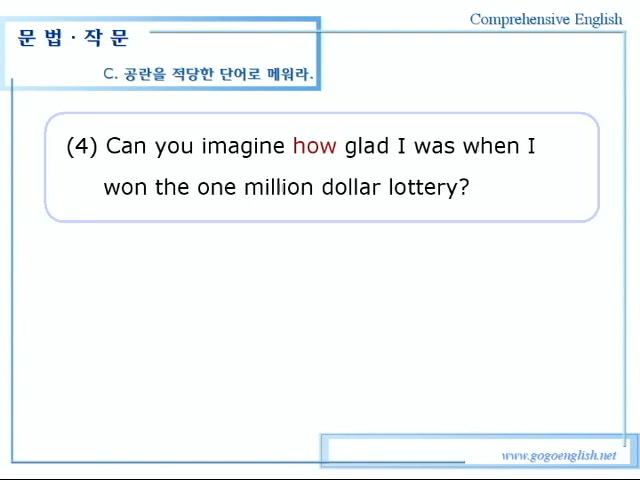 Comprehensive English
문 법 · 작 문
C. 공란을 적당한 단어로 메워라.
(4) Can you imagine how glad I was when I
won the one million dollar lottery?
www.gogoenglish.net